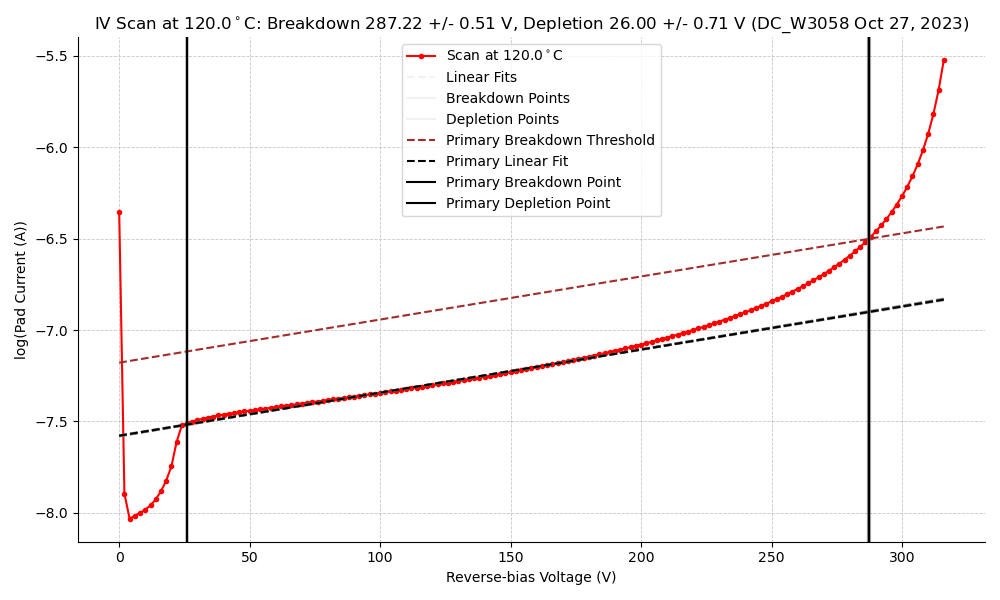 IV Scan at 120.0°C: Breakdown 287.22 +/- 0.51 V, Depletion 26.00 +/- 0.71 V (DC_W3058 Oct 27, 2023)
Scan at 120.0°C
Linear Fits
Breakdown Points
Depletion Points
Primary Breakdown Threshold
Primary Linear Fit
Primary Breakdown Point
Primary Depletion Point
log(Pad Current (A))
−5.5
−6.0
−6.5
−7.0
−7.5
−8.0
0 50 100 150 200 250 300
Reverse-bias Voltage (V)